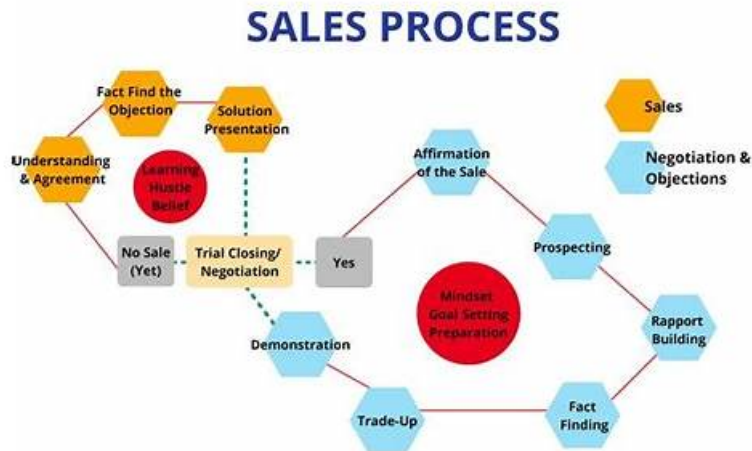 SALES PROCESS
Fact Find the
Objection
Solution
Presentation
Understanding
& Agreement
Learning
Hustle
Belief
No Sale
(Yet)
Trial Closing/
Negotiation
Yes
Affirmation
of the Sale
Prospecting
Rapport
Building
Fact
Finding
Trade-Up
Demonstration
Mindset
Goal Setting
Preparation
Sales
Negotiation &
Objections